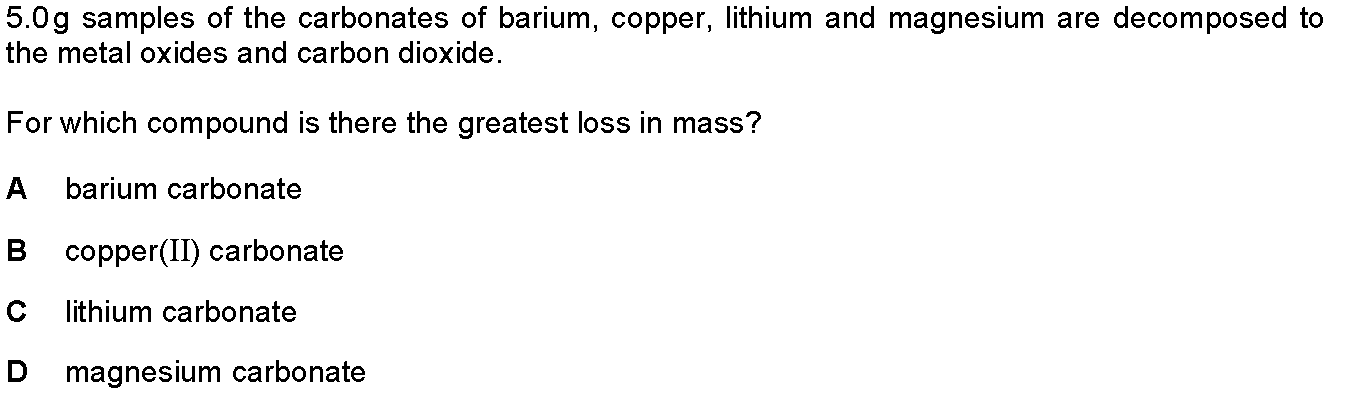 5.0 g samples of the carbonates of barium, copper, lithium and magnesium are decomposed to
the metal oxides and carbon dioxide.
For which compound is there the greatest loss in mass?
A barium carbonate
B copper(II) carbonate
C lithium carbonate
D magnesium carbonate